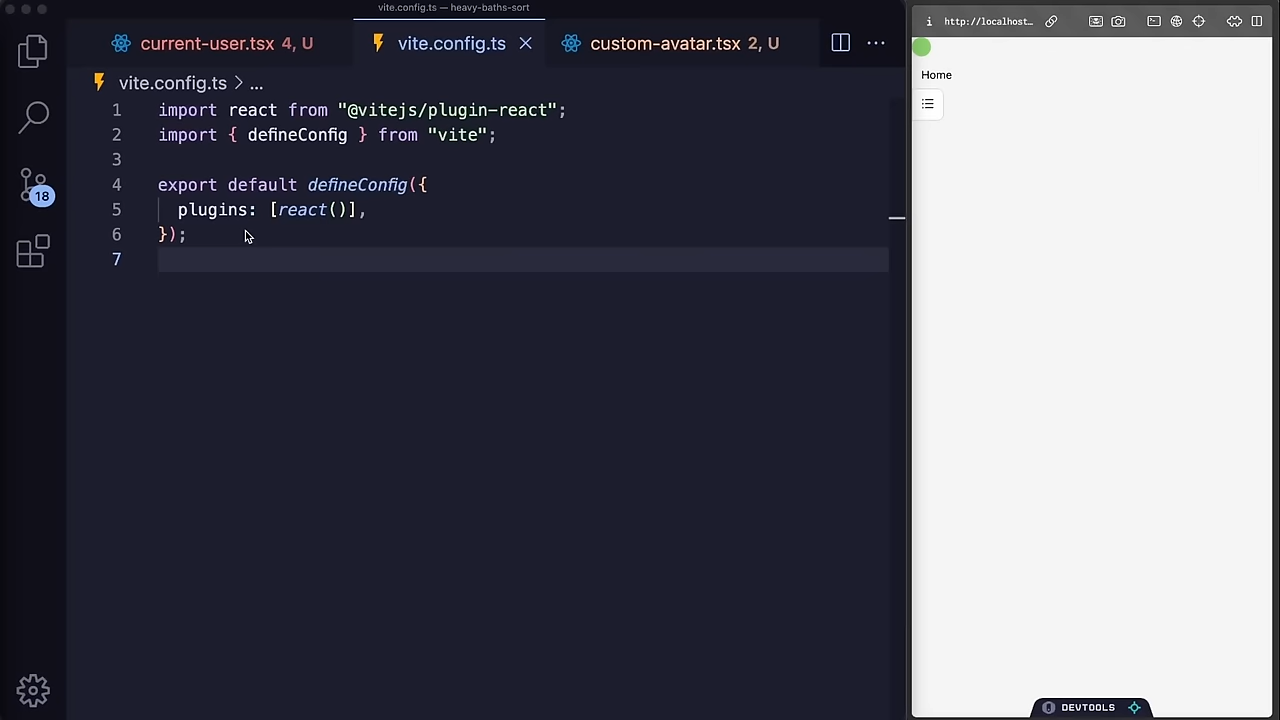 vite.config.ts — heavy-baths-sort
current-user.tsx 4, U
vite.config.ts
custom-avatar.tsx 2, U
http://localhost...
vite.config.ts > ...
1 import react from "@vitejs/plugin-react";
2 import { defineConfig } from "vite";
3
4 export default defineConfig({
5 plugins: [react()],
6 });
7
18
Home
DEVTOOLS